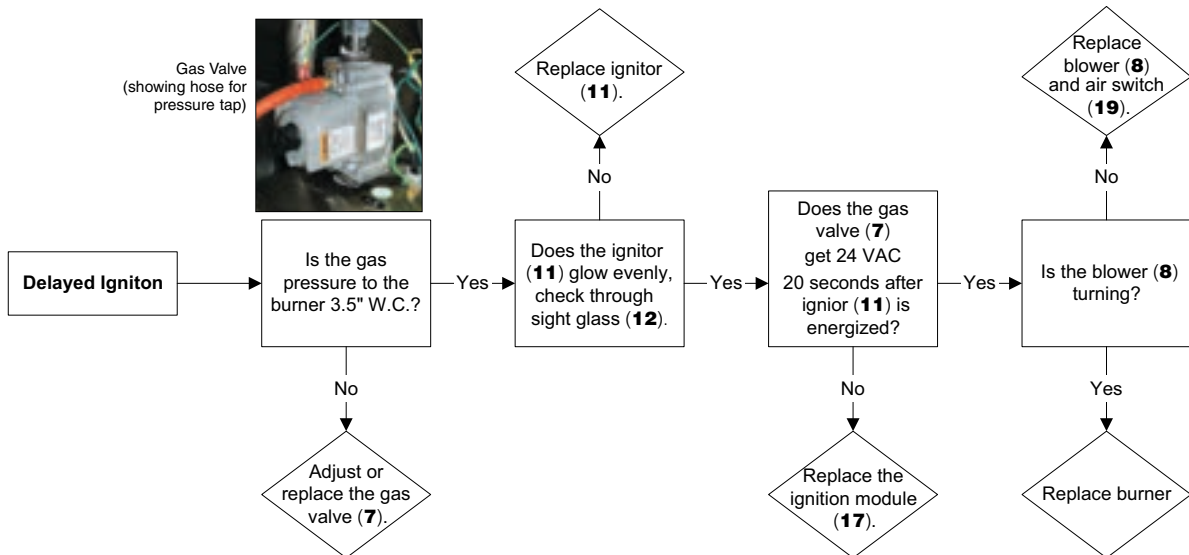 Gas Valve
(showing hose for
pressure tap)
Replace ignitor
(11).
Replace
blower (8)
and air switch
(19).
No
No
Delayed Igniton
Is the gas
pressure to the
burner 3.5" W.C.?
Yes
Does the ignitor
(11) glow evenly,
check through
sight glass (12).
Yes
Does the gas
valve (7)
get 24 VAC
20 seconds after
ignior (11) is
energized?
Yes
Is the blower (8)
turning?
No
No
Yes
Adjust or
replace the gas
valve (7).
Replace the
ignition module
(17).
Replace burner